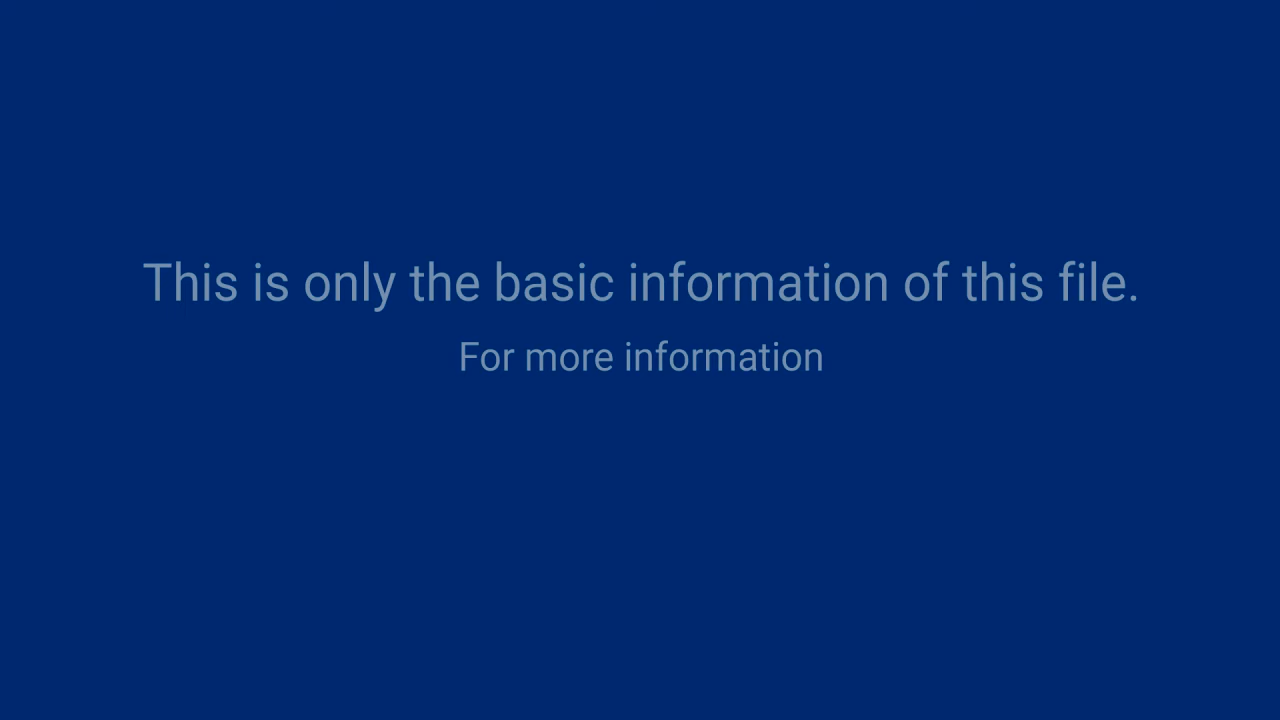 This is only the basic information of this file.
For more information